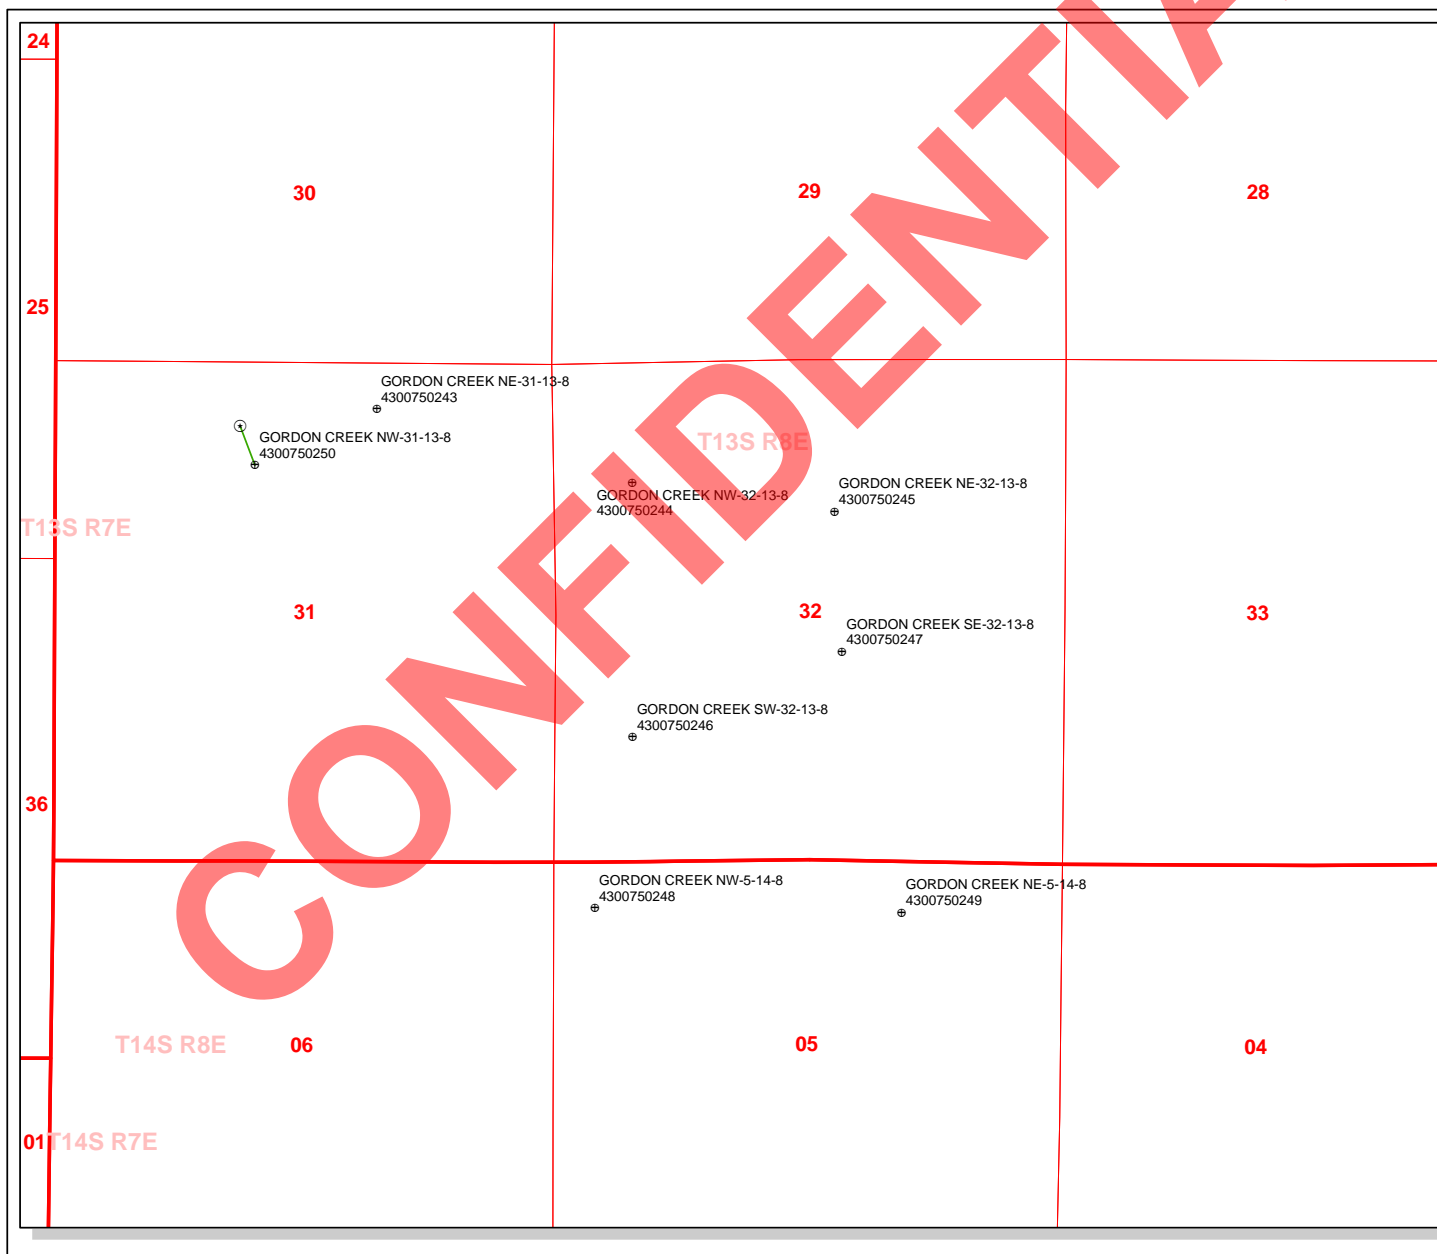 24
30
29
28
25
GORDON CREEK NE-31-13-8
4300750243
GORDON CREEK NW-31-13-8
4300750250
T13S R8E
GORDON CREEK NW-32-13-8
4300750244
GORDON CREEK NE-32-13-8
4300750245
T13S R7E
31
32
33
GORDON CREEK SE-32-13-8
4300750247
GORDON CREEK SW-32-13-8
4300750246
36
GORDON CREEK NW-5-14-8
4300750248
GORDON CREEK NE-5-14-8
4300750249
T14S R8E
06
05
04
01
T14S R7E
CONFIDENTIA